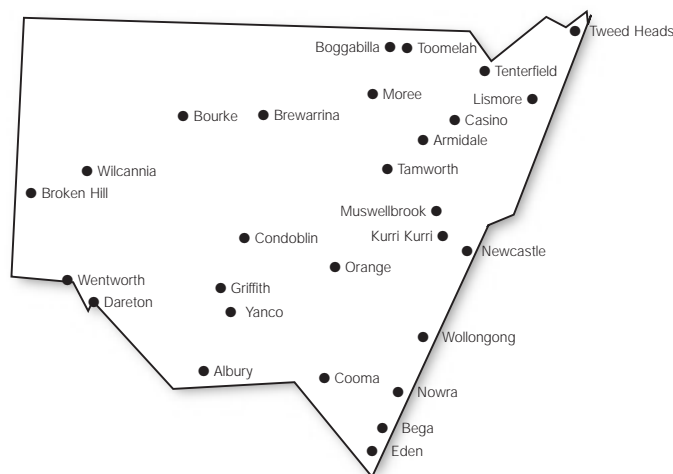 Tweed Heads
Boggabilla
Toomelah
Tenterfield
Moree
Lismore
Bourke
Brewarrina
Casino
Armidale
Wilcannia
Tamworth
Broken Hill
Muswellbrook
Condoblin
Kurri Kurri
Newcastle
Orange
Wentworth
Griffith
Dareton
Yanco
Wollongong
Albury
Cooma
Nowra
Bega
Eden